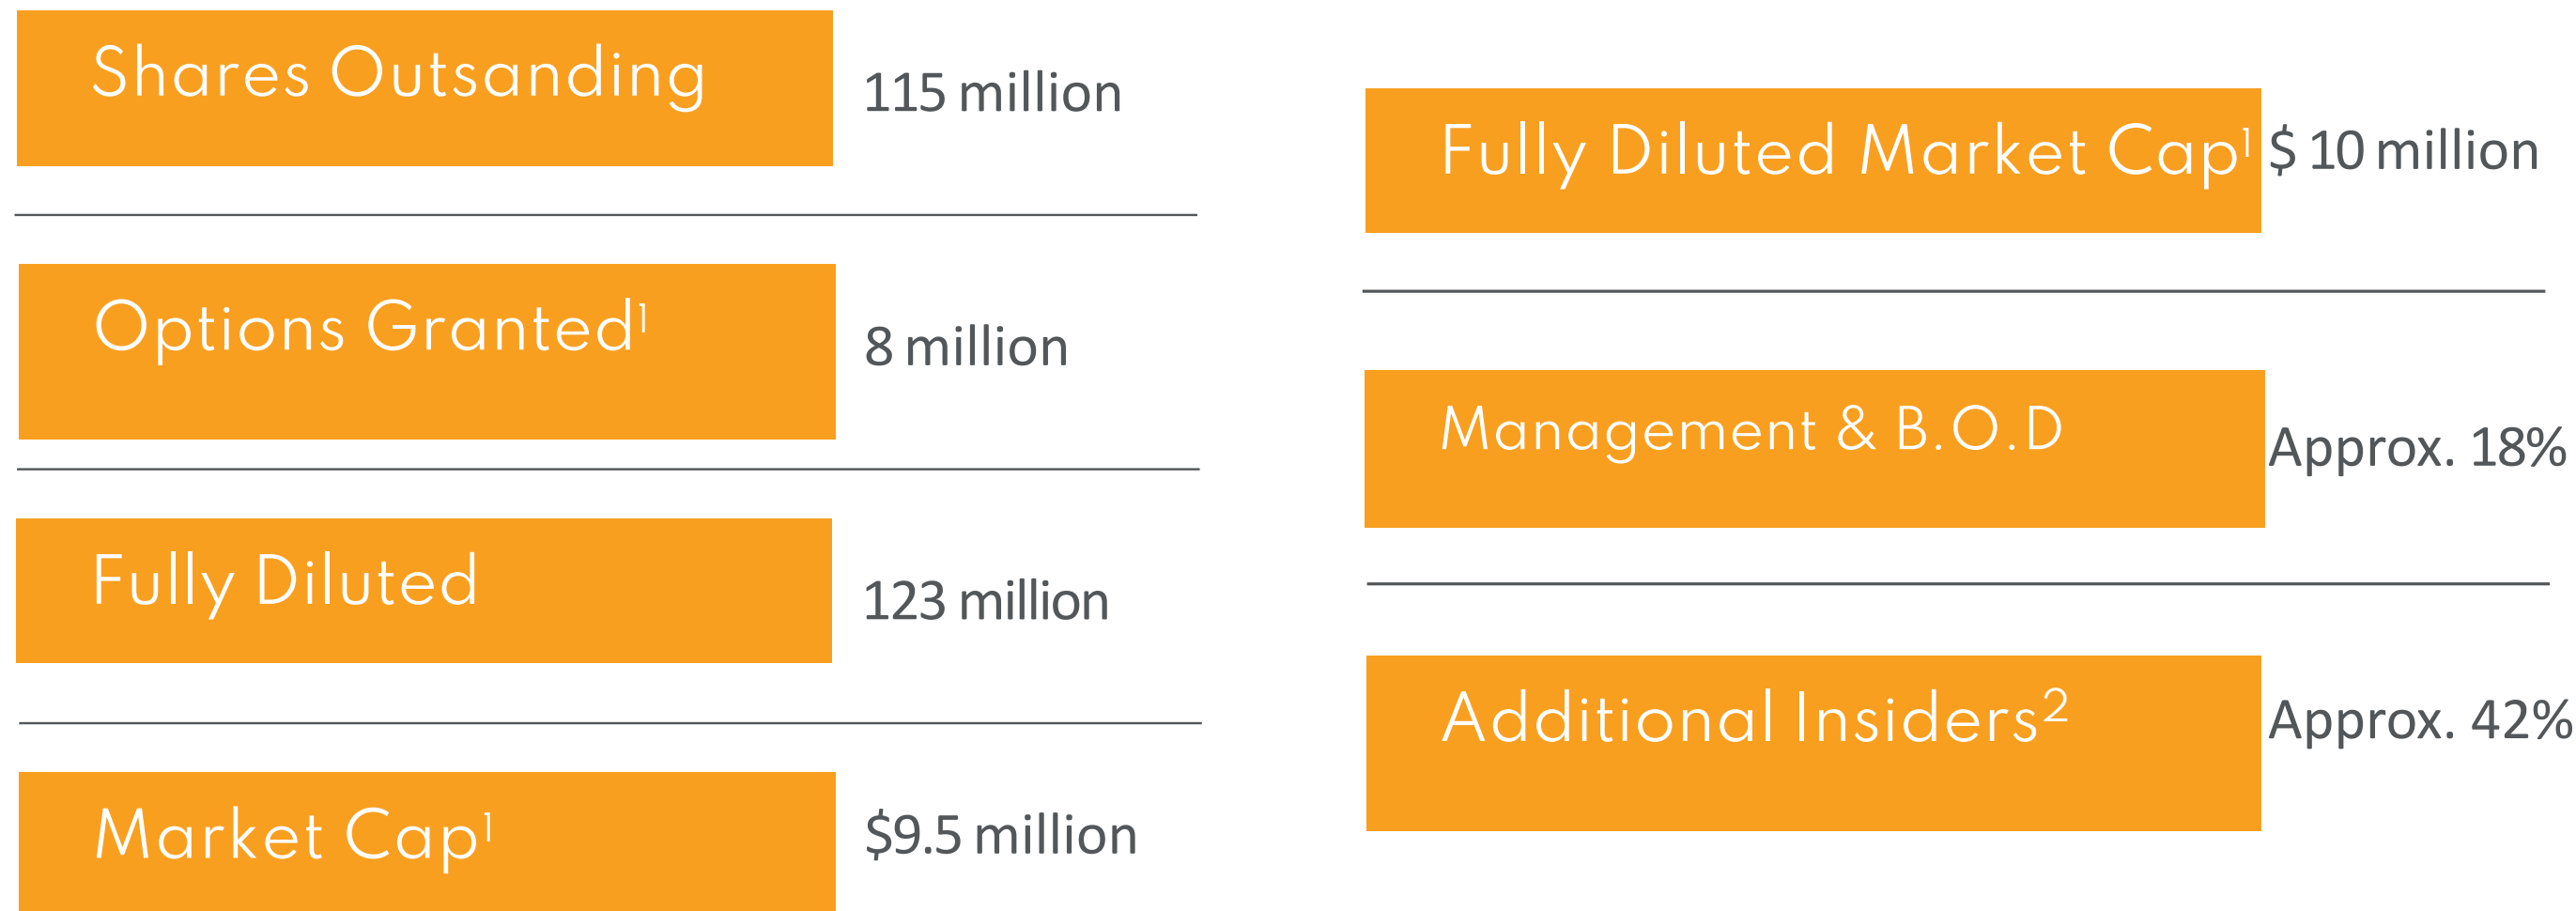 Shares Outsanding
115 million
Options Granted¹
8 million
Fully Diluted
123 million
Market Cap¹
$9.5 million
Fully Diluted Market Cap¹
$ 10 million
Management & B.O.D
Approx. 18%
Additional Insiders²
Approx. 42%